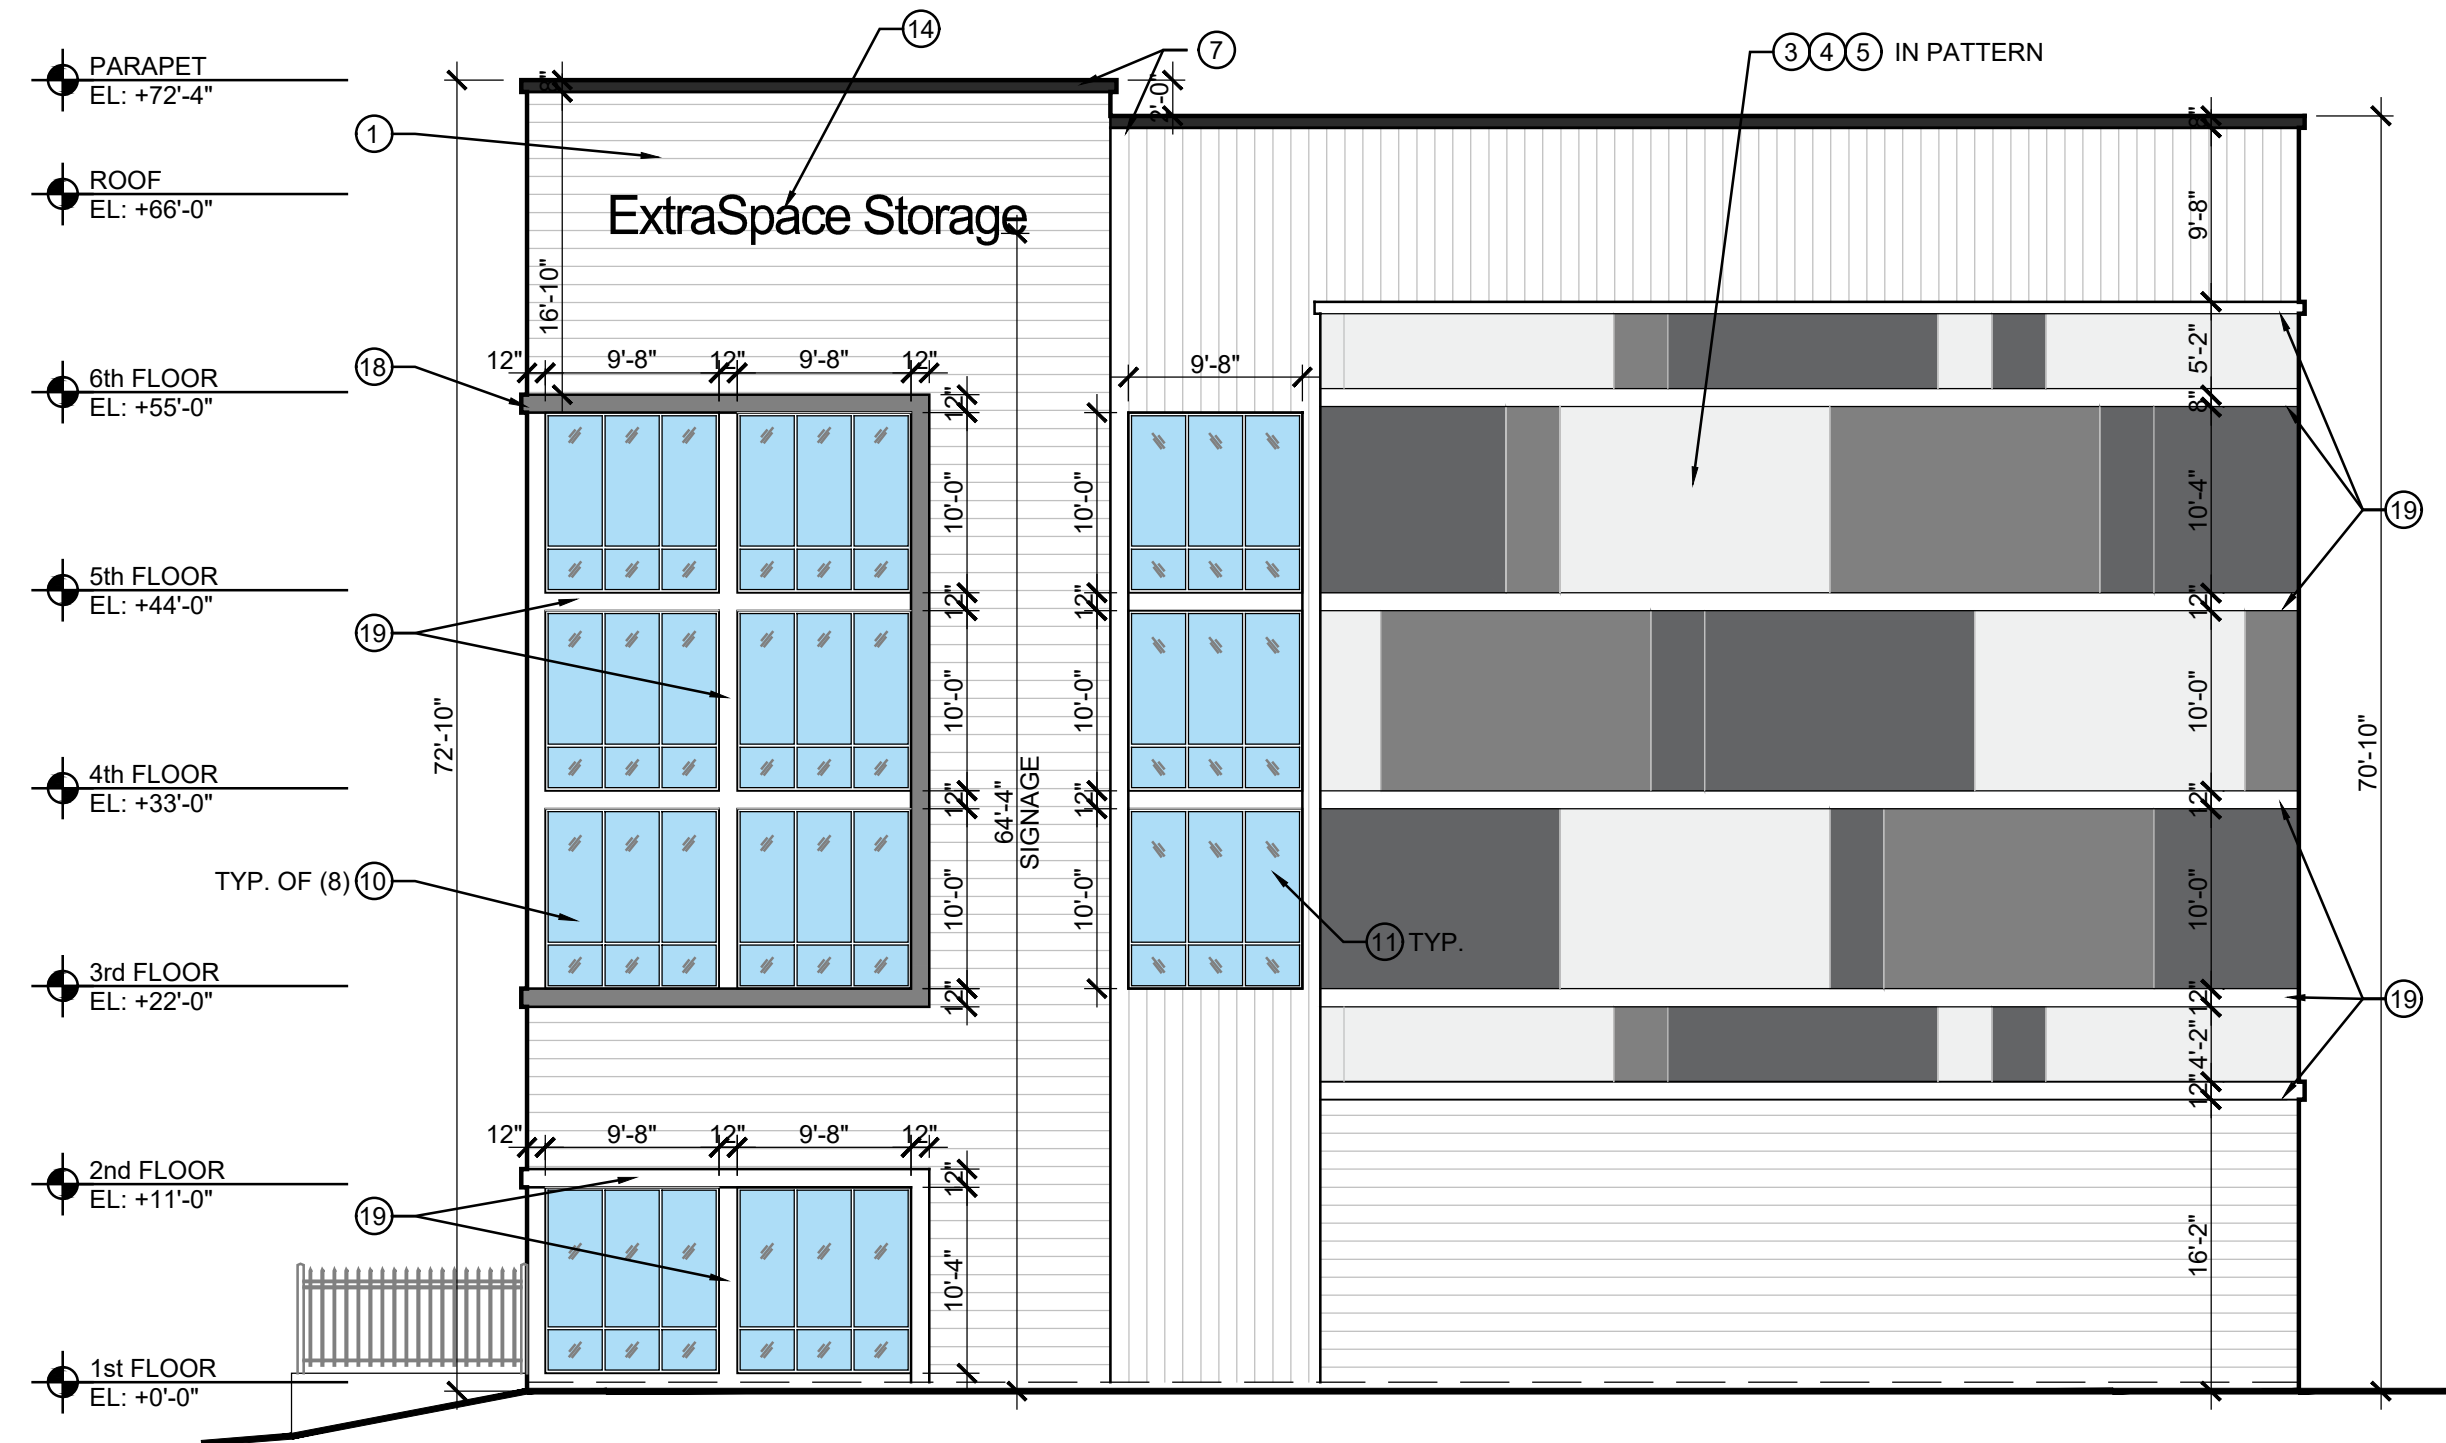 14
7
3 4 5 IN PATTERN
PARAPET
EL: +72'-4"
8"
2'-0"
8"
1
ROOF
EL: +66'-0"
ExtraSpace Storage
9'-8"
16'-10"
6th FLOOR
EL: +55'-0"
18
12" 9'-8" 12" 9'-8" 12"
9'-8"
5'-2"
12"
8"
10'-0"
10'-0"
10'-4"
19
5th FLOOR
EL: +44'-0"
12"
12"
12"
19
10'-0"
10'-0"
10'-0"
72'-10"
70'-10"
4th FLOOR
EL: +33'-0"
12"
12"
12"
64'-4"
SIGNAGE
TYP. OF (8) 10
10'-0"
10'-0"
10'-0"
11 TYP.
3rd FLOOR
EL: +22'-0"
12"
12"
19
4'-2"
12"
12" 9'-8" 12" 9'-8" 12"
2nd FLOOR
EL: +11'-0"
12"
19
10'-4"
16'-2"
1st FLOOR
EL: +0'-0"